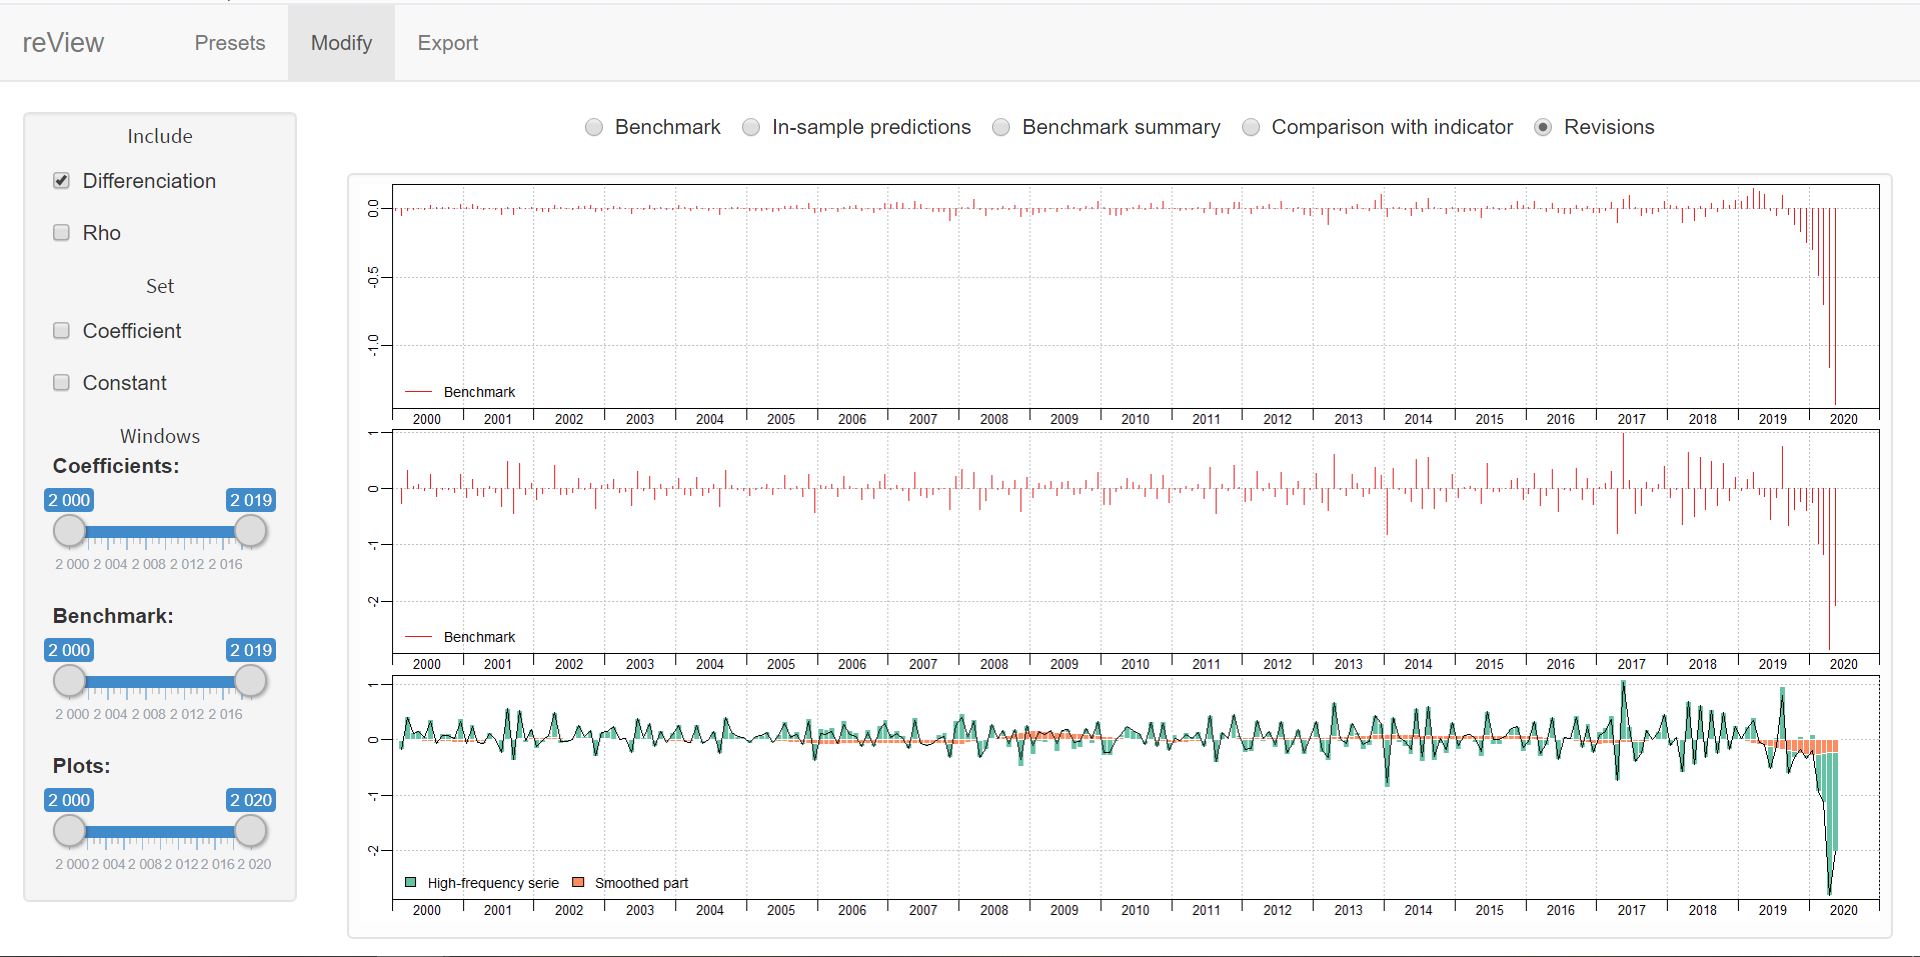 reView Presets Modify Export
Include
Differenciation
Rho
Set
Coefficient
Constant
Windows
Coefficients:
2 000 2 019
2 000 2 004 2 008 2 012 2 016
Benchmark:
2 000 2 019
2 000 2 004 2 008 2 012 2 016
Plots:
2 000 2 020
2 000 2 004 2 008 2 012 2 016 2 020
Benchmark In-sample predictions Benchmark summary Comparison with indicator Revisions
0.0
-0.5
-1.0
Benchmark
2000 2001 2002 2003 2004 2005 2006 2007 2008 2009 2010 2011 2012 2013 2014 2015 2016 2017 2018 2019 2020
1
0
-1
-2
Benchmark
2000 2001 2002 2003 2004 2005 2006 2007 2008 2009 2010 2011 2012 2013 2014 2015 2016 2017 2018 2019 2020
1
0
-1
-2
High-frequency serie Smoothed part
2000 2001 2002 2003 2004 2005 2006 2007 2008 2009 2010 2011 2012 2013 2014 2015 2016 2017 2018 2019 2020